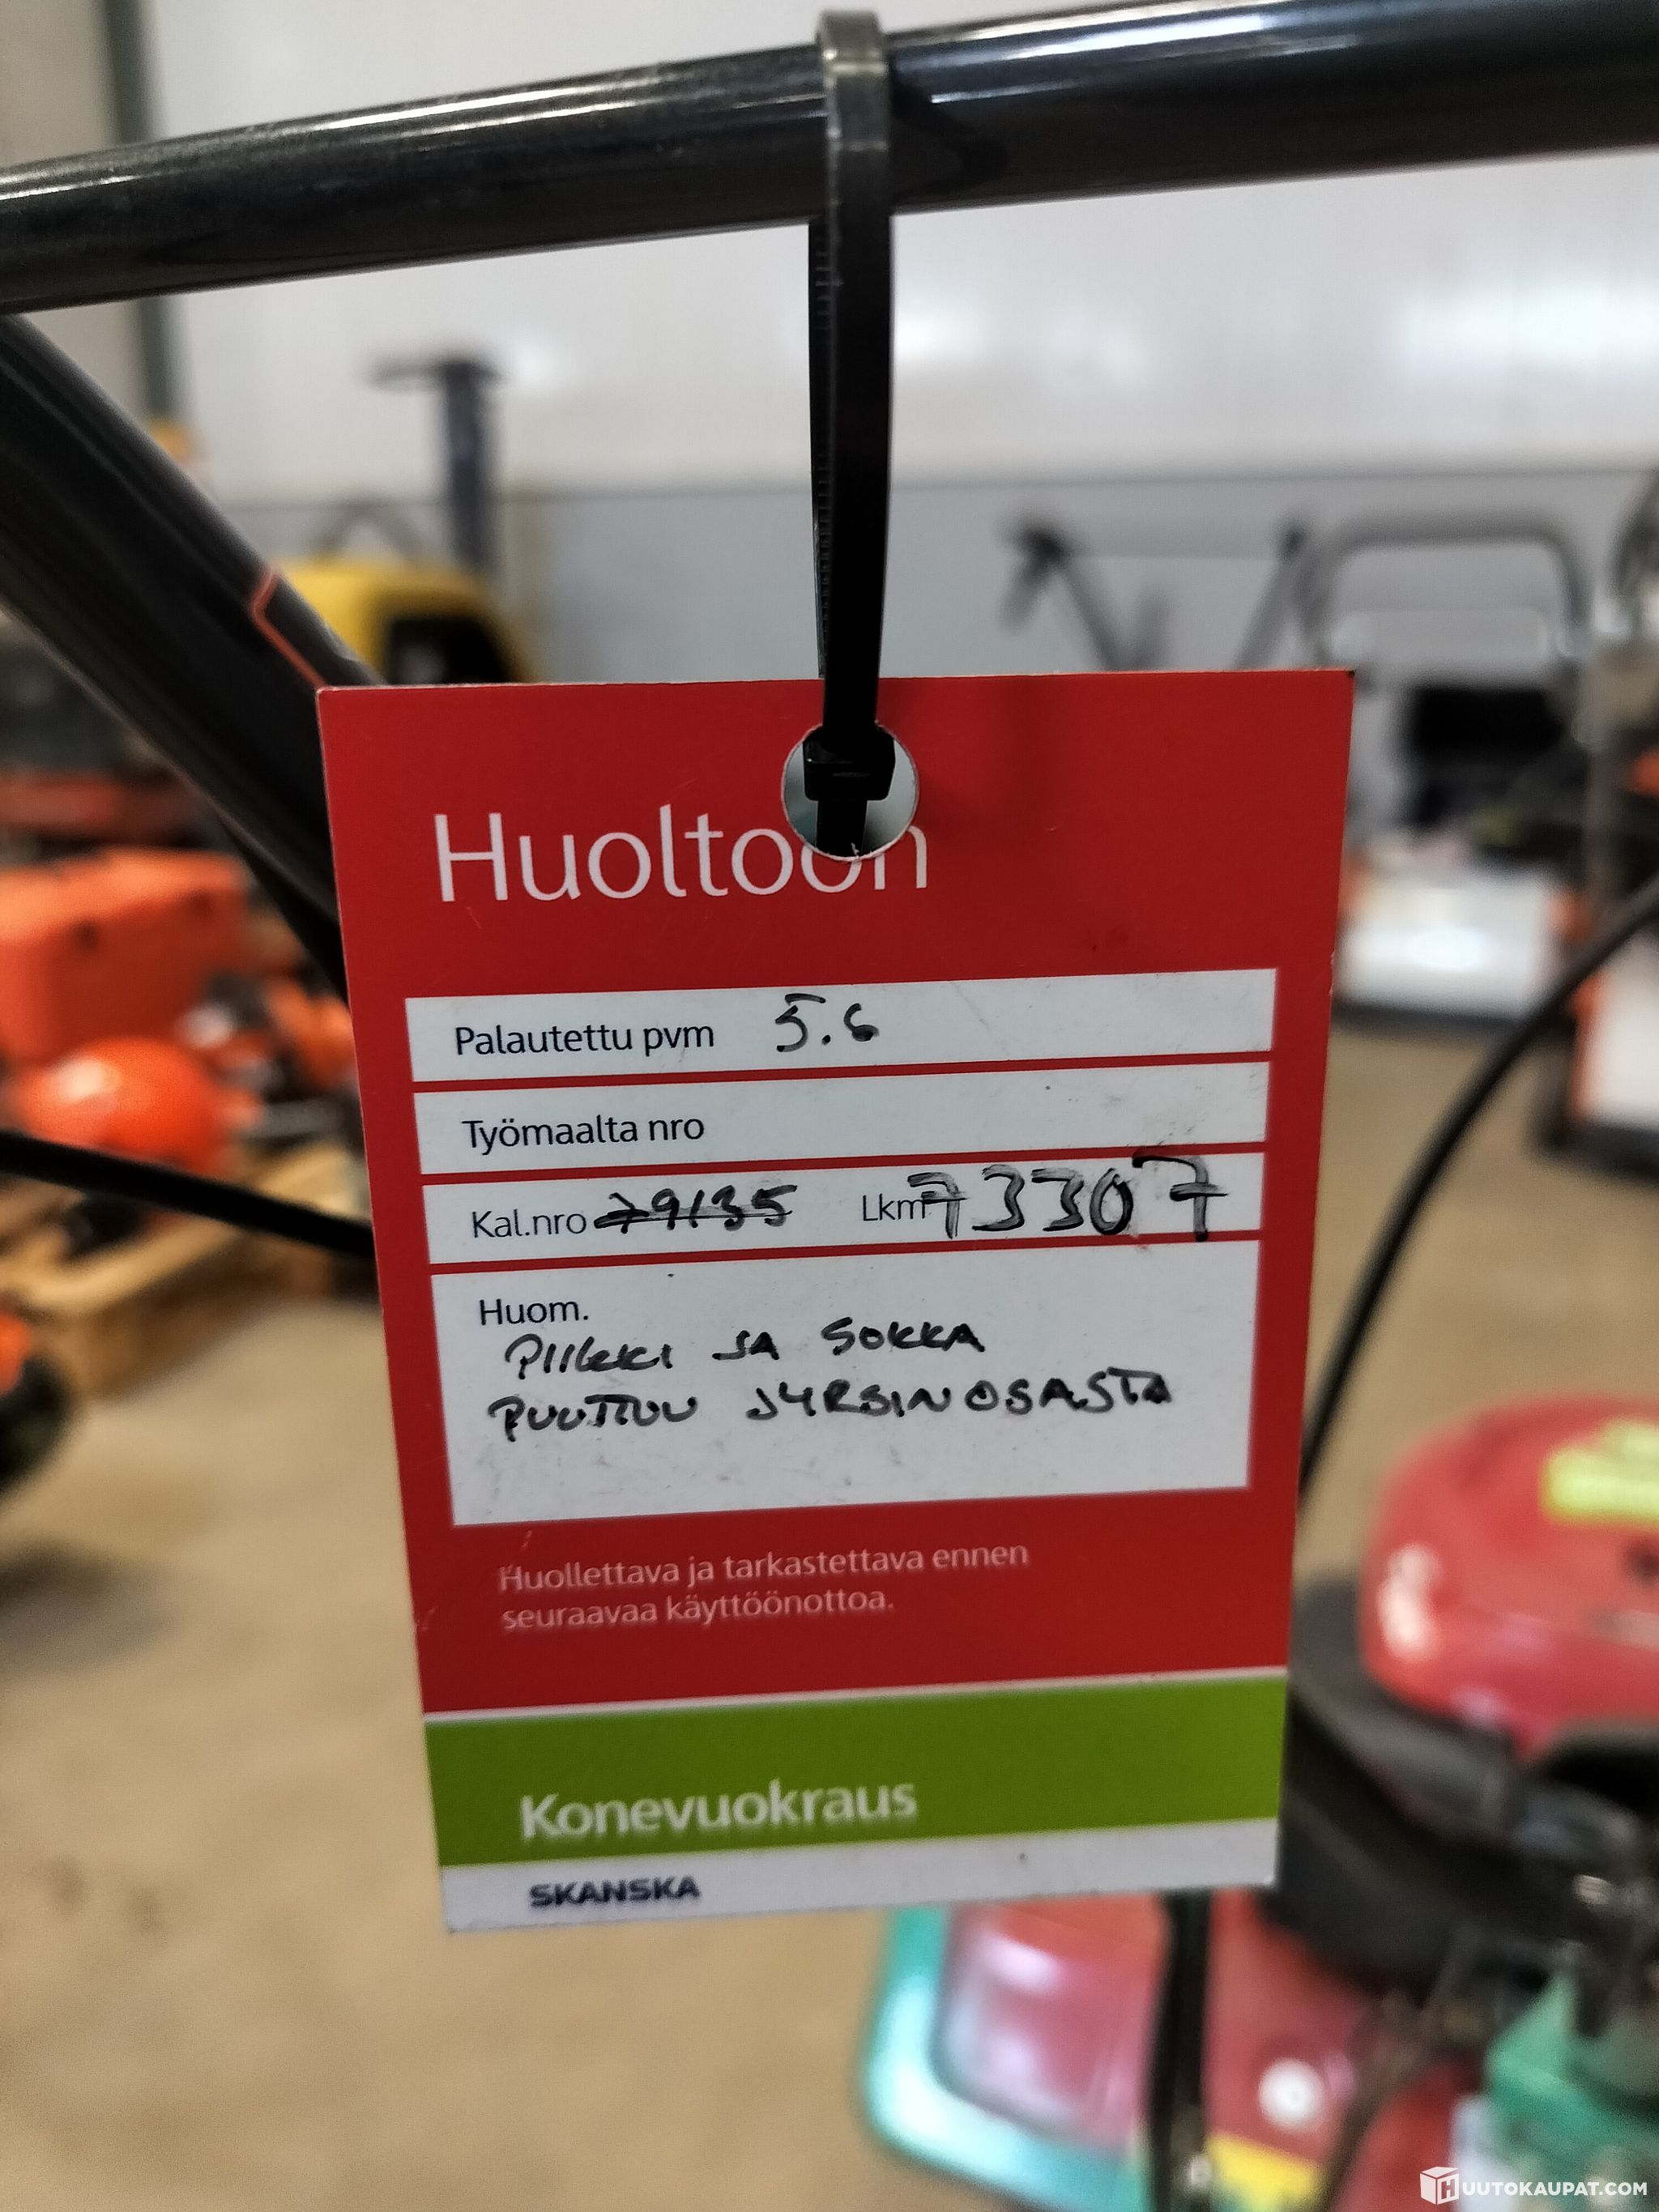 Huoltoon
Palautettu pvm 5.6
Työmaalta nro
Kal.nro 79135 Lkm 73307
Huom.
PIIKKI JA SOKKA
PUUTTUU JYRSINOSASTA
Huollettava ja tarkastettava ennen
seuraavaa käyttöönottoa.
Konevuokraus
SKANSKA
HUUTOKAUPAT.COM